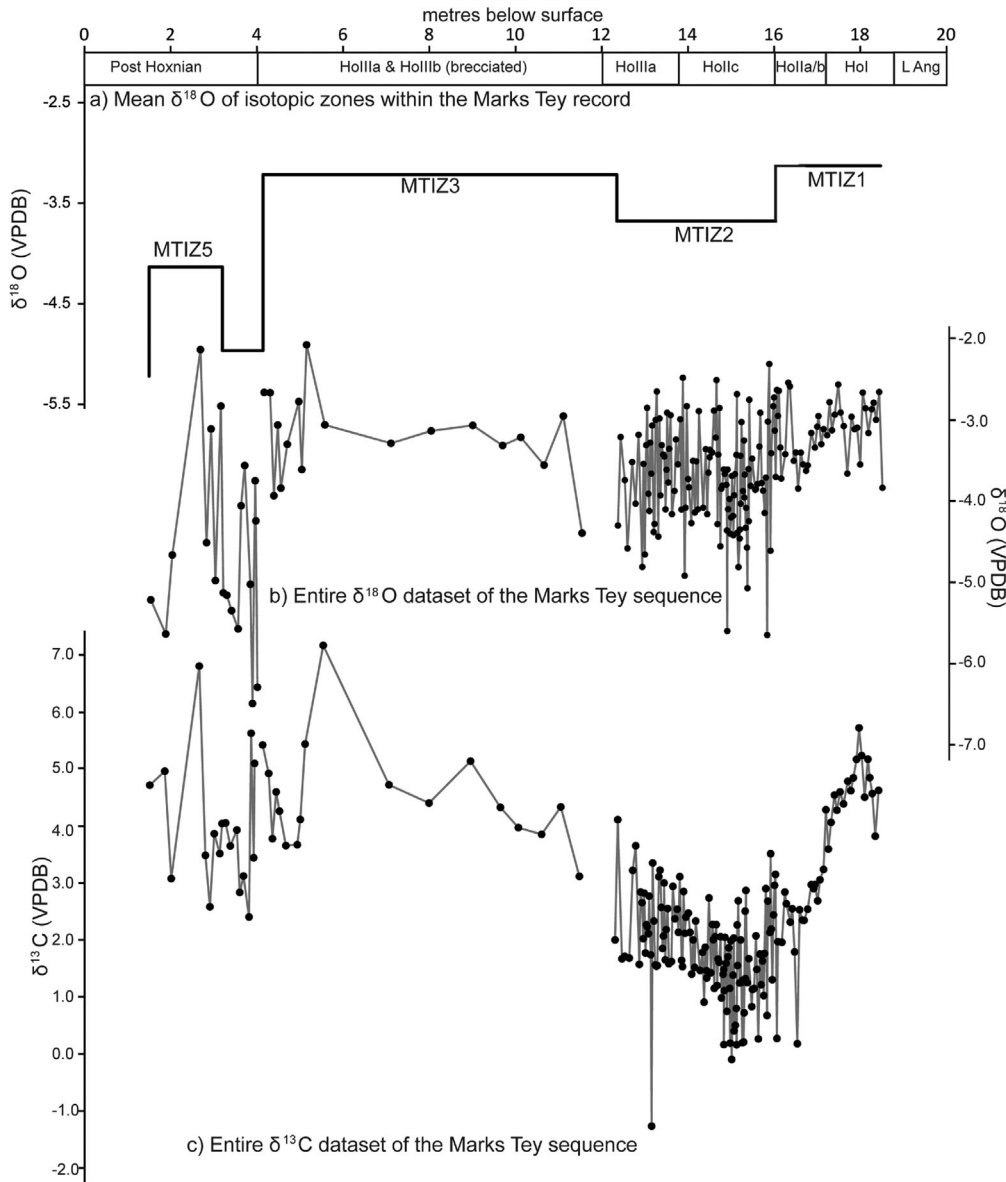 metres below surface
0 2 4 6 8 10 12 14 16 18 20
Post Hoxnian HoIIIa & HoIIIb (brecciated) HoIIIa HoIIc HoIIa/b HoI L Ang
a) Mean δ¹⁸O of isotopic zones within the Marks Tey record
-2.5
-3.5
-4.5
-5.5
δ¹⁸O (VPDB)
MTIZ5
MTIZ3
MTIZ2
MTIZ1
-2.0
-3.0
-4.0
-5.0
-6.0
-7.0
δ¹⁸O (VPDB)
b) Entire δ¹⁸O dataset of the Marks Tey sequence
7.0
6.0
5.0
4.0
3.0
2.0
1.0
0.0
-1.0
-2.0
δ¹³C (VPDB)
c) Entire δ¹³C dataset of the Marks Tey sequence